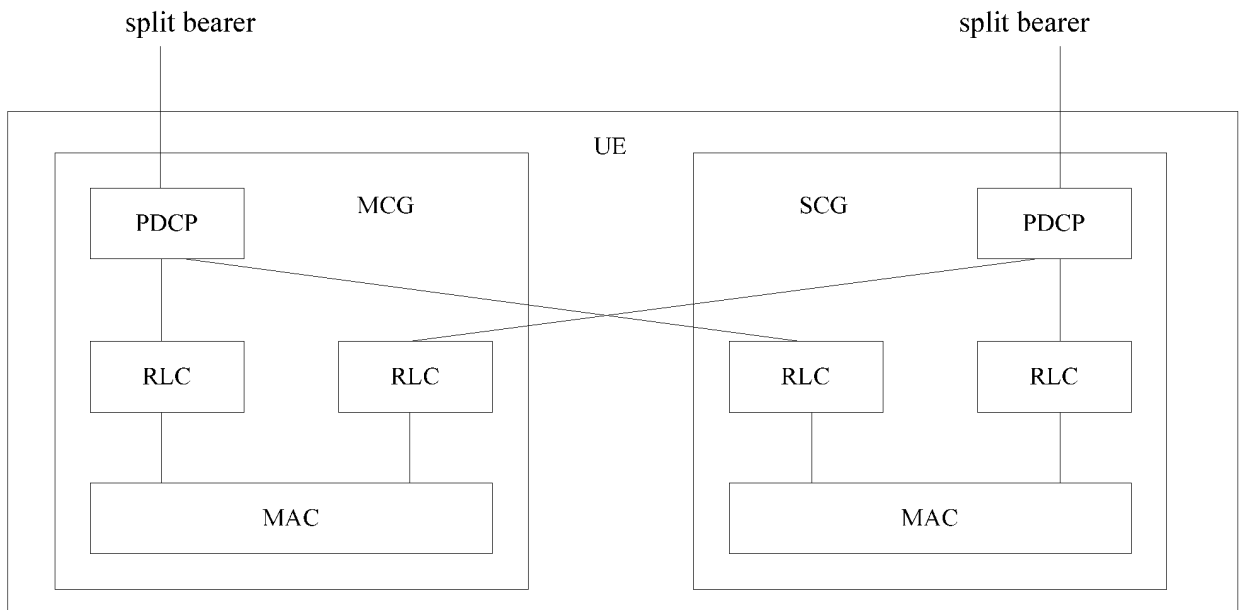 split bearer
split bearer
UE
MCG
SCG
PDCP
PDCP
RLC
RLC
RLC
RLC
MAC
MAC